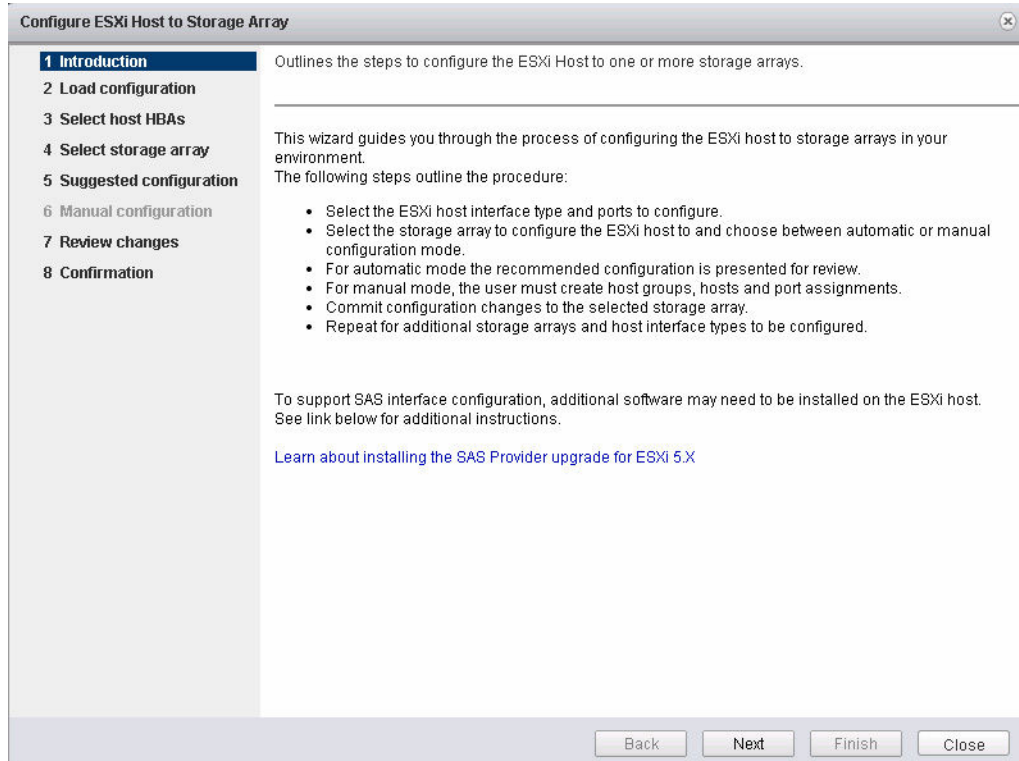 Configure ESXi Host to Storage Array
1 Introduction
2 Load configuration
3 Select host HBAs
4 Select storage array
5 Suggested configuration
6 Manual configuration
7 Review changes
8 Confirmation
Outlines the steps to configure the ESXi Host to one or more storage arrays.
This wizard guides you through the process of configuring the ESXi host to storage arrays in your
environment.
The following steps outline the procedure:
• Select the ESXi host interface type and ports to configure.
• Select the storage array to configure the ESXi host to and choose between automatic or manual
configuration mode.
• For automatic mode the recommended configuration is presented for review.
• For manual mode, the user must create host groups, hosts and port assignments.
• Commit configuration changes to the selected storage array.
• Repeat for additional storage arrays and host interface types to be configured.
To support SAS interface configuration, additional software may need to be installed on the ESXi host.
See link below for additional instructions.
Learn about installing the SAS Provider upgrade for ESXi 5.X
Back
Next
Finish
Close